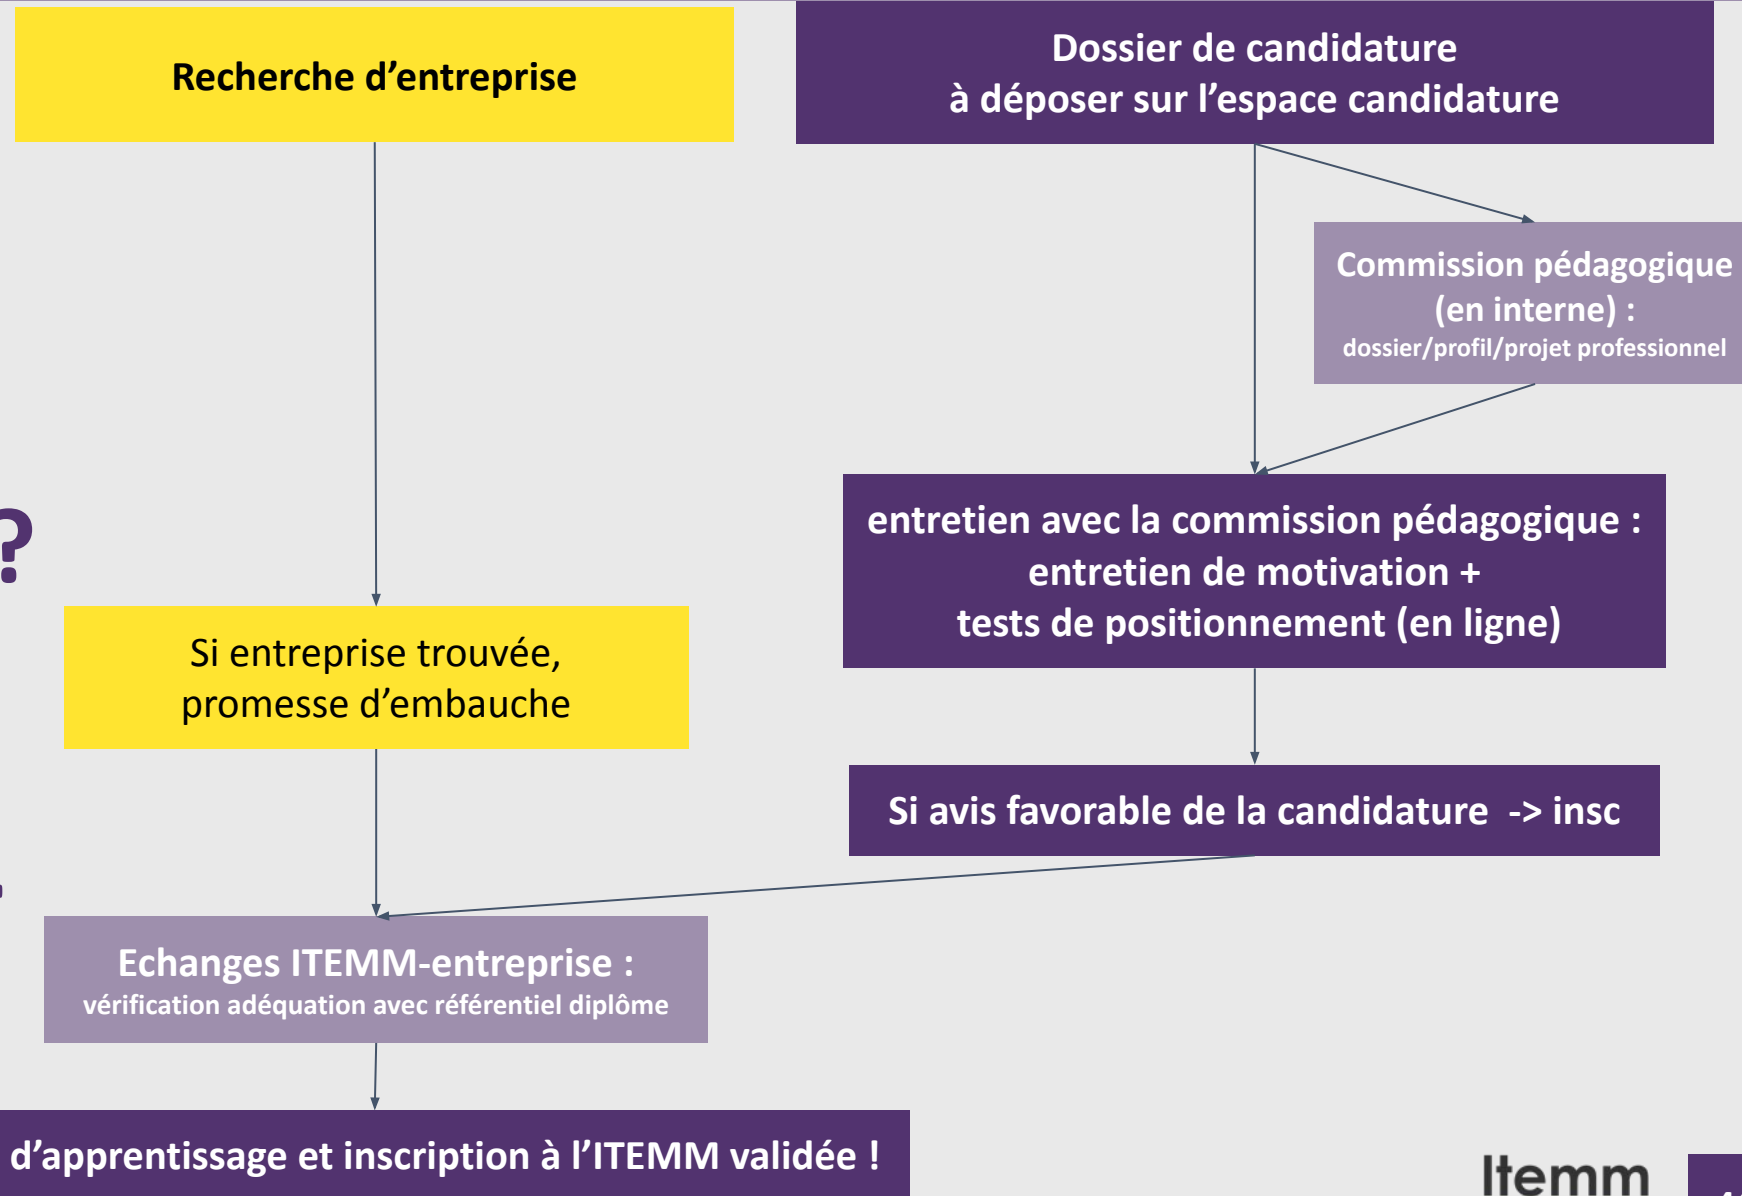 Recherche d'entreprise
Dossier de candidature
à déposer sur l’espace candidature
Commission pédagogique
(en interne) :
dossier/profil/projet professionnel
?
entretien avec la commission pédagogique :
entretien de motivation +
tests de positionnement (en ligne)
Si entreprise trouvée,
promesse d’embauche
Si avis favorable de la candidature -> insc
Echanges ITEMM-entreprise :
vérification adéquation avec référentiel diplôme
d’apprentissage et inscription à l’ITEMM validée !
Itemm